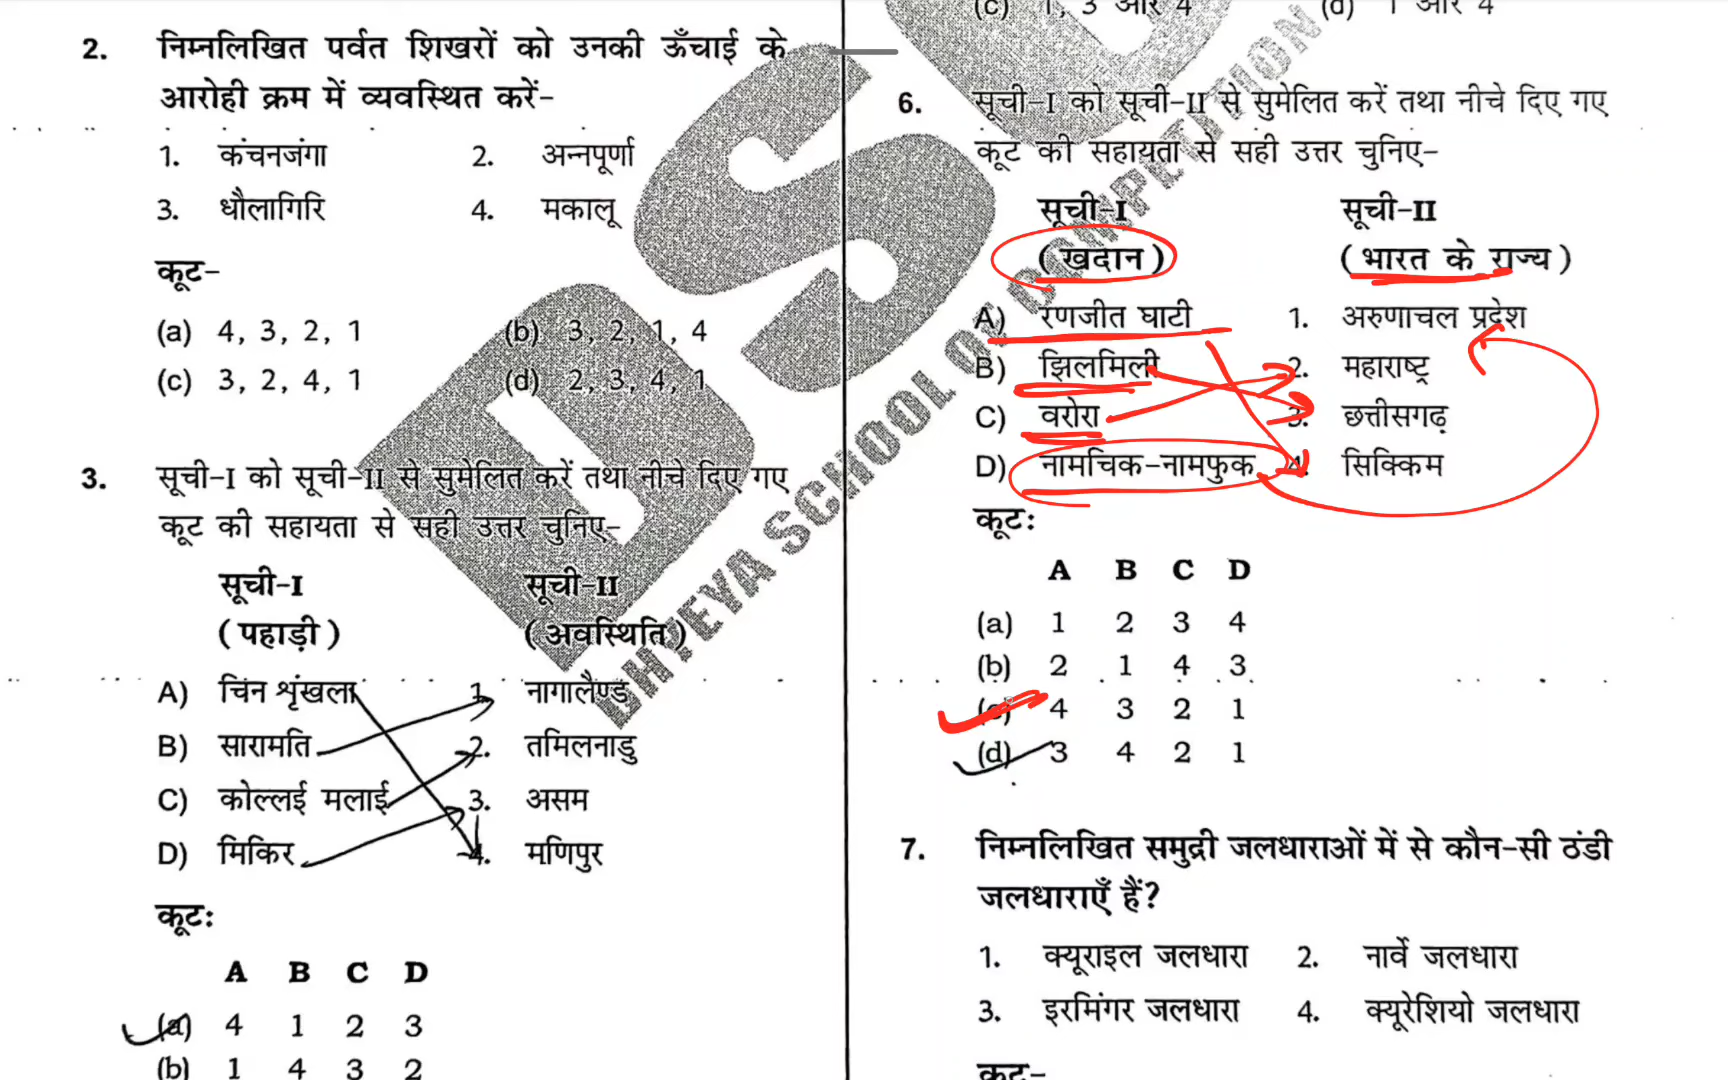 2. निम्नलिखित पर्वत शिखरों को उनकी ऊँचाई के
आरोही क्रम में व्यवस्थित करें-
1. कंचनजंगा 2. अन्नपूर्णा
3. धौलागिरि 4. मकालू
कूट-
(a) 4, 3, 2, 1 (b) 3, 2, 1, 4
(c) 3, 2, 4, 1 (d) 2, 3, 4, 1
3. सूची-I को सूची-II से सुमेलित करें तथा नीचे दिए गए
कूट की सहायता से सही उत्तर चुनिए-
सूची-I सूची-II
(पहाड़ी) (अवस्थिति)
A) चिन श्रृंखला 1. नागालैण्ड
B) सारामति 2. तमिलनाडु
C) कोल्लई मलाई 3. असम
D) मिकिर 4. मणिपुर
कूट:
A B C D
(a) 4 1 2 3
(b) 1 4 3 2
(c) 1, 3 और 4 (d) 1 और 4
6. सूची-I को सूची-II से सुमेलित करें तथा नीचे दिए गए
कूट की सहायता से सही उत्तर चुनिए-
सूची-I सूची-II
(खदान) (भारत के राज्य)
A) रणजीत घाटी 1. अरुणाचल प्रदेश
B) झिलमिली 2. महाराष्ट्र
C) वरोरा 3. छत्तीसगढ़
D) नामचिक-नामफुक 4. सिक्किम
कूट:
A B C D
(a) 1 2 3 4
(b) 2 1 4 3
(c) 4 3 2 1
(d) 3 4 2 1
7. निम्नलिखित समुद्री जलधाराओं में से कौन-सी ठंडी
जलधाराएँ हैं?
1. क्यूराइल जलधारा 2. नार्वे जलधारा
3. इरमिंगर जलधारा 4. क्यूरेशियो जलधारा
कूट-
DSC
DHYEYA SCHOOL OF COMPETITION